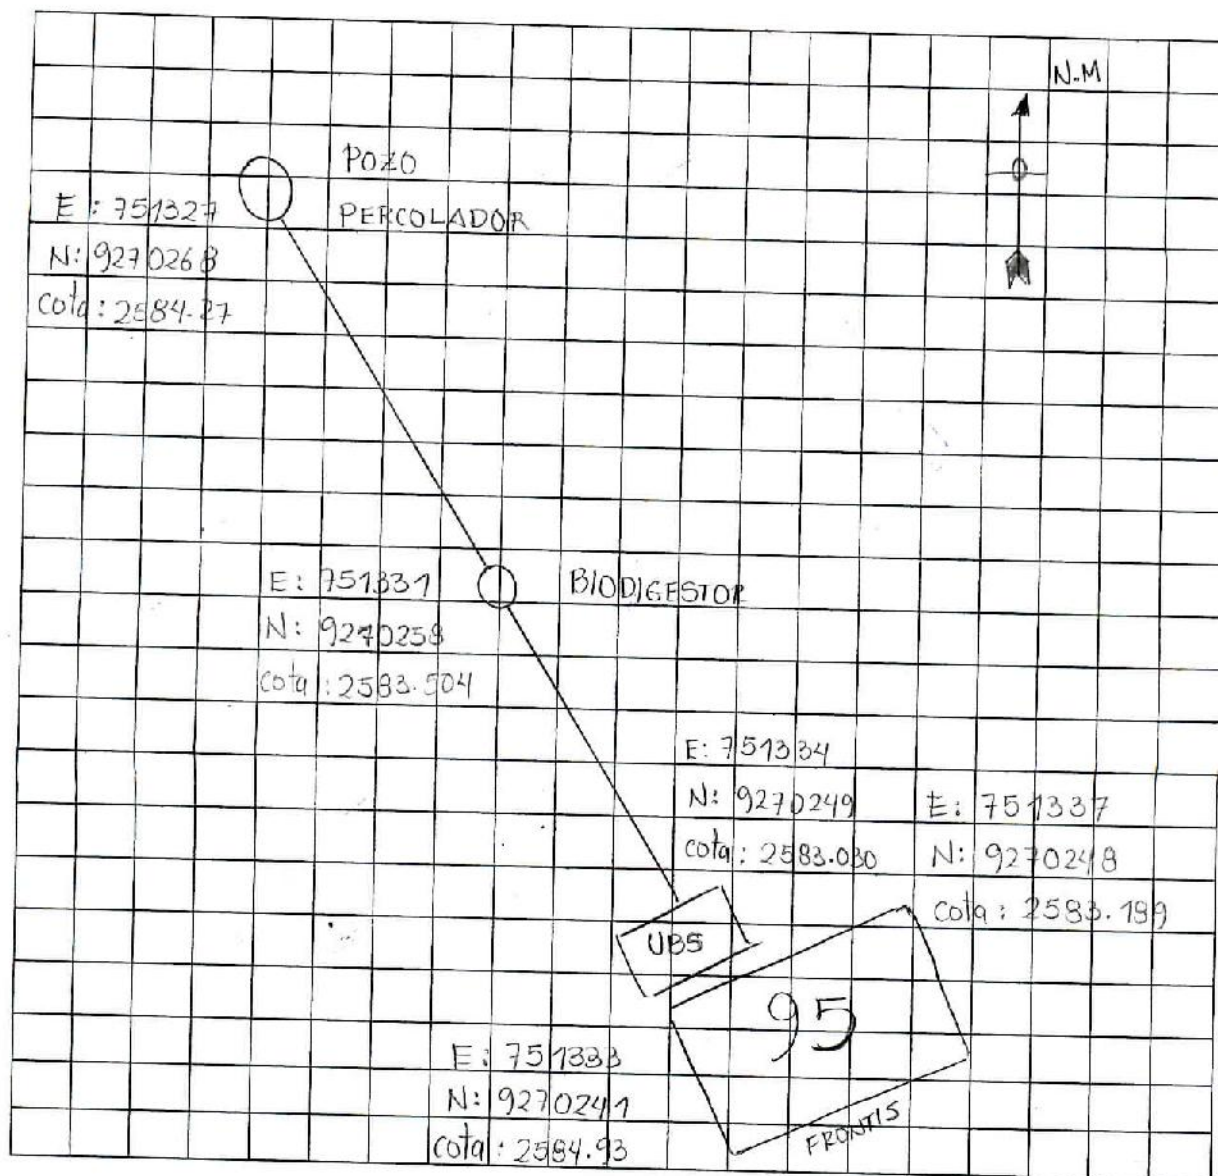 N.M
POZO
PERCOLADOR
E: 751327
N: 9270268
cota: 2584.27
E: 751331
N: 9270258
cota: 2583.504
BIODIGESTOR
E: 751334
N: 9270249
cota: 2583.030
E: 751337
N: 9270248
cota: 2583.189
UBS
95
E: 751333
N: 9270241
cota: 2584.93
FRONTIS